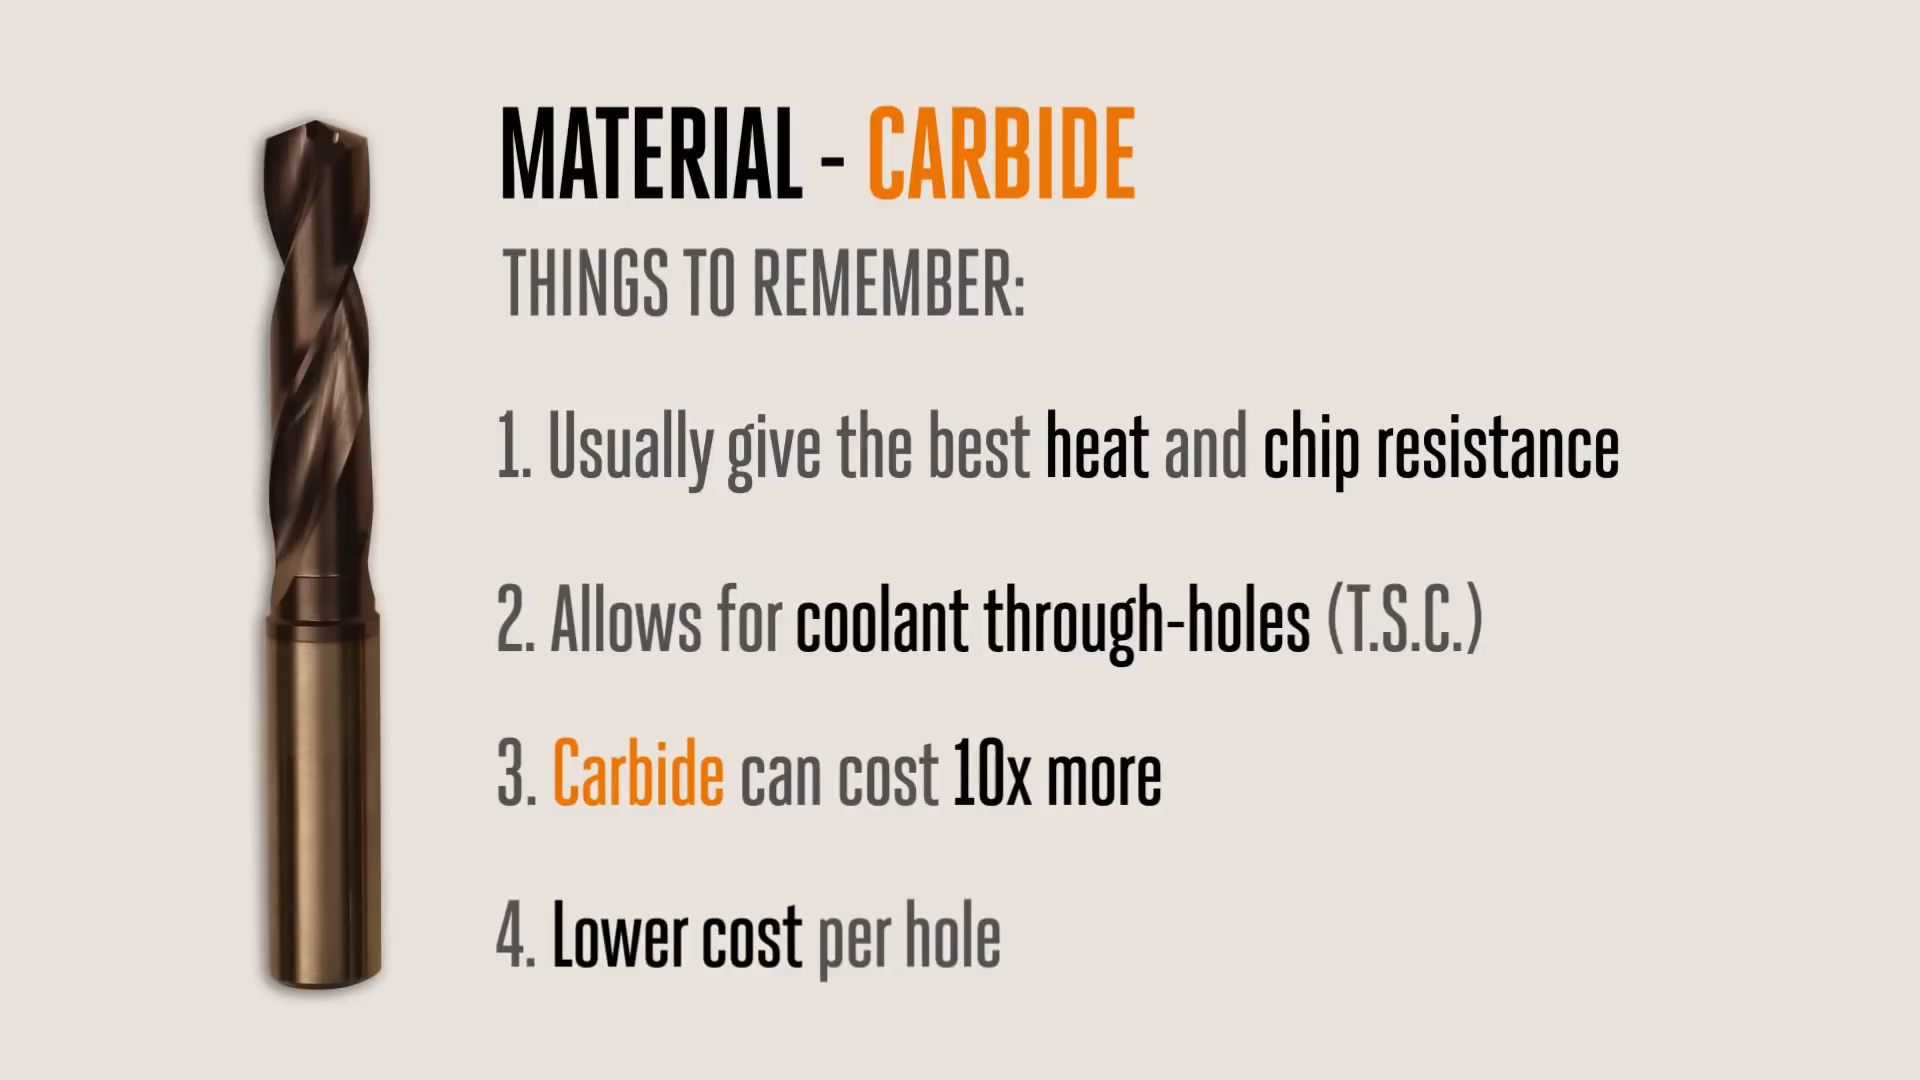 MATERIAL - CARBIDE
THINGS TO REMEMBER:
1. Usually give the best heat and chip resistance
2. Allows for coolant through-holes (T.S.C.)
3. Carbide can cost 10x more
4. Lower cost per hole